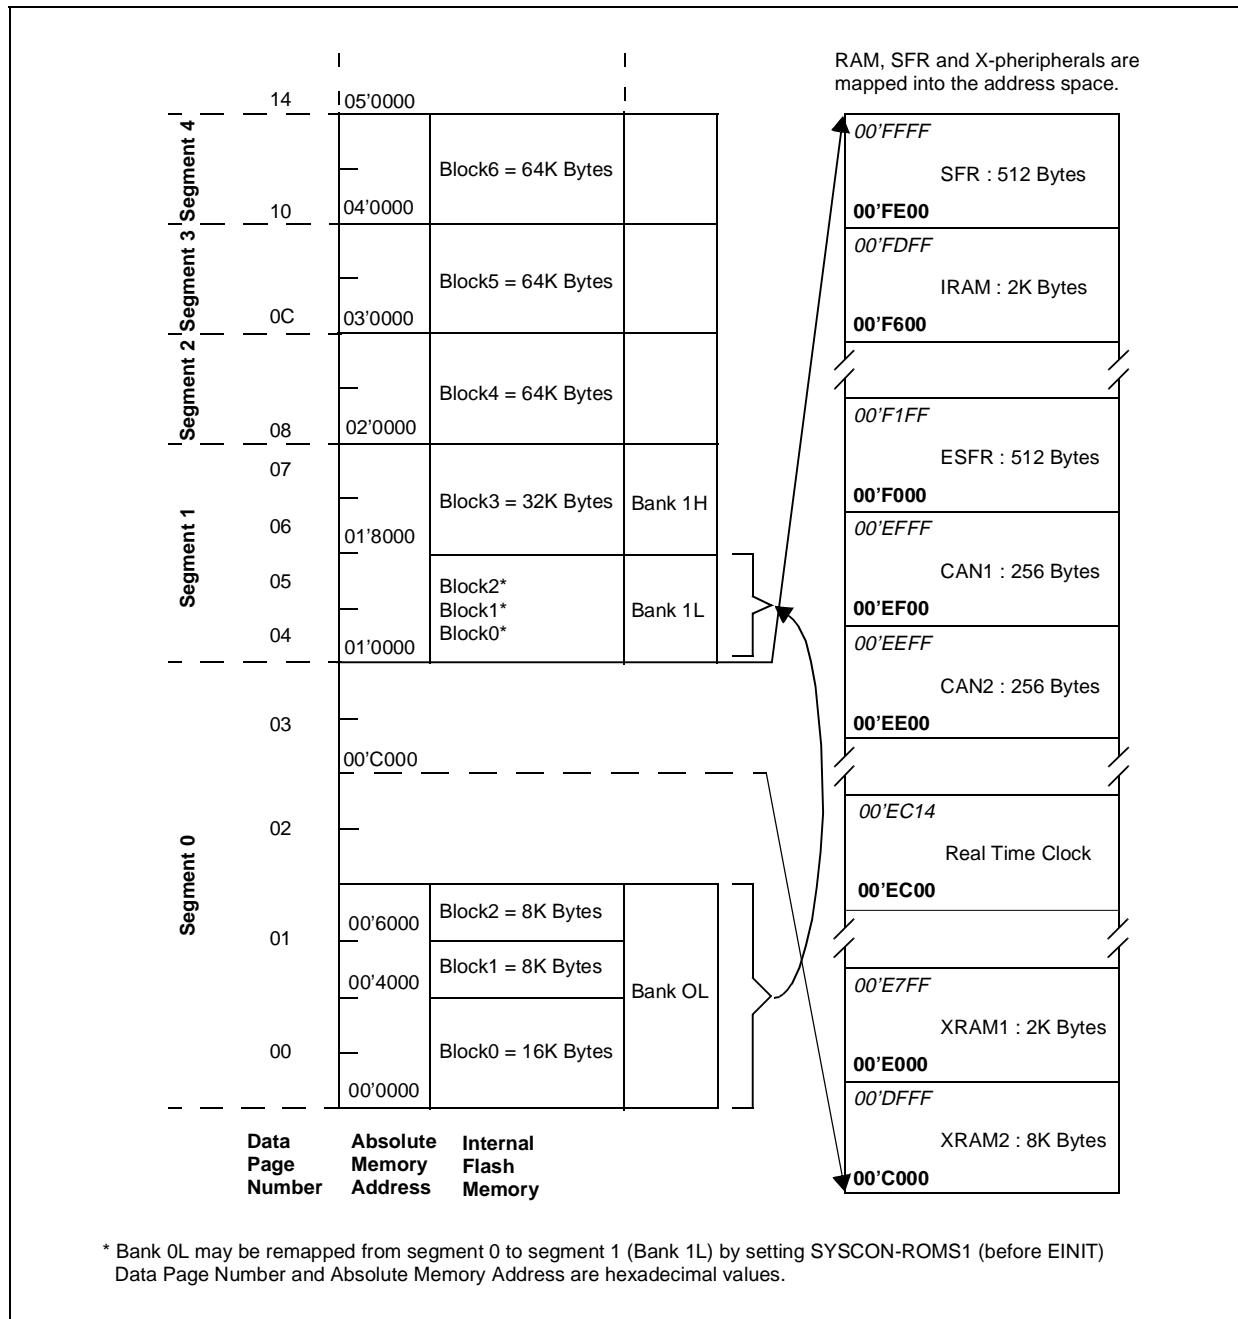 RAM, SFR and X-pheripherals are
mapped into the address space.
14
05'0000
Segment 4
Block6 = 64K Bytes
10
04'0000
Segment 3
Block5 = 64K Bytes
0C
03'0000
Segment 2
Block4 = 64K Bytes
08
02'0000
Segment 1
07
Block3 = 32K Bytes
Bank 1H
06
01'8000
05
Block2*
Block1*
Block0*
Bank 1L
04
01'0000
Segment 0
03
00'C000
02
Block2 = 8K Bytes
00'6000
01
Block1 = 8K Bytes
00'4000
Bank OL
00
Block0 = 16K Bytes
00'0000
Data
Page
Number
Absolute
Memory
Address
Internal
Flash
Memory
00'FFFF
SFR : 512 Bytes
00'FE00
00'FDFF
IRAM : 2K Bytes
00'F600
00'F1FF
ESFR : 512 Bytes
00'F000
00'EFFF
CAN1 : 256 Bytes
00'EF00
00'EEFF
CAN2 : 256 Bytes
00'EE00
00'EC14
Real Time Clock
00'EC00
00'E7FF
XRAM1 : 2K Bytes
00'E000
00'DFFF
XRAM2 : 8K Bytes
00'C000
* Bank 0L may be remapped from segment 0 to segment 1 (Bank 1L) by setting SYSCON-ROMS1 (before EINIT)
Data Page Number and Absolute Memory Address are hexadecimal values.